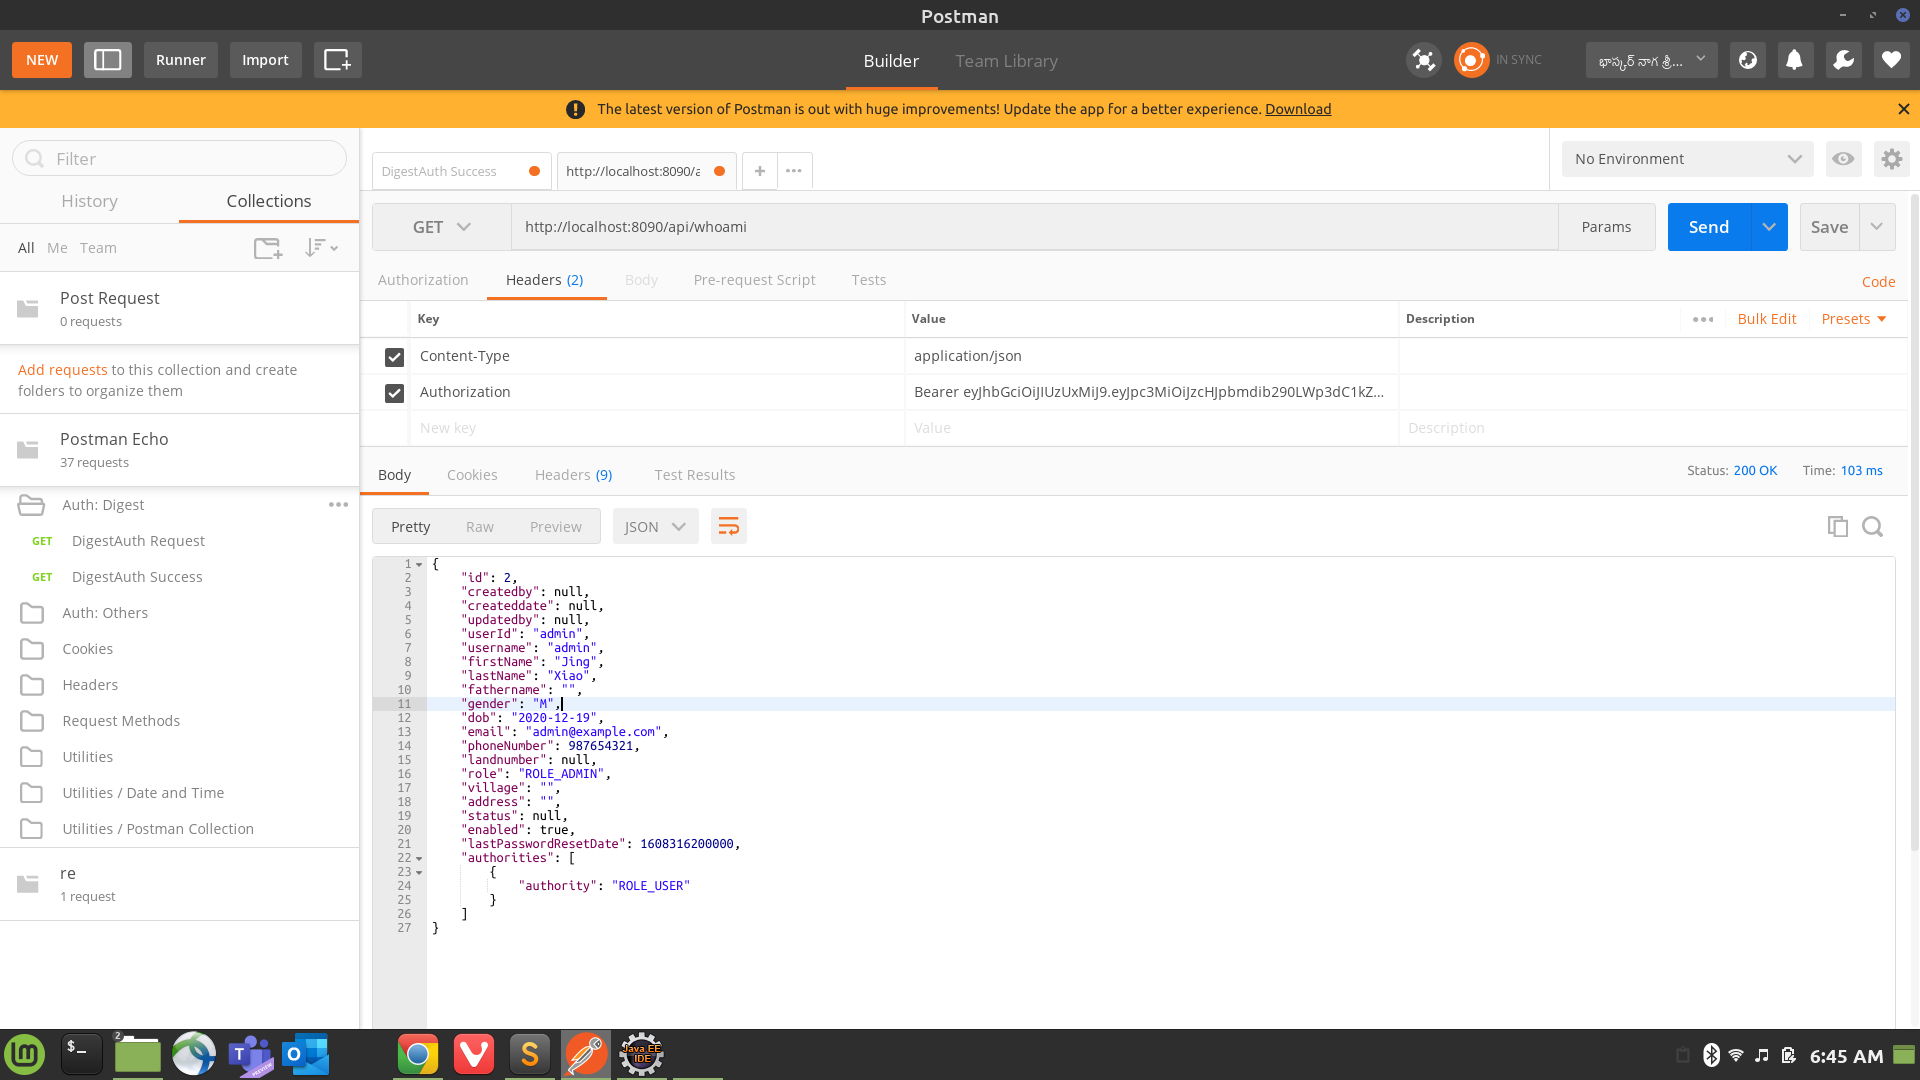 Postman
NEW
Runner
Import
Builder
Team Library
IN SYNC
భాస్కర్ నాగ శ్రీ...
The latest version of Postman is out with huge improvements! Update the app for a better experience. Download
Filter
History
Collections
All Me Team
Post Request
0 requests
Add requests to this collection and create
folders to organize them
Postman Echo
37 requests
Auth: Digest
GET DigestAuth Request
GET DigestAuth Success
Auth: Others
Cookies
Headers
Request Methods
Utilities
Utilities / Date and Time
Utilities / Postman Collection
re
1 request
DigestAuth Success
http://localhost:8090/a
No Environment
GET
http://localhost:8090/api/whoami
Params
Send
Save
Authorization
Headers (2)
Body
Pre-request Script
Tests
Code
Key Value Description
Bulk Edit
Presets
Content-Type application/json
Authorization Bearer eyJhbGciOiJIUzUxMiJ9.eyJpc3MiOiJzcHJpbmdib290LWp3dC1kZ...
New key Value Description
Body
Cookies
Headers (9)
Test Results
Status: 200 OK
Time: 103 ms
Pretty
Raw
Preview
JSON
1 {
2 "id": 2,
3 "createdby": null,
4 "createddate": null,
5 "updatedby": null,
6 "userId": "admin",
7 "username": "admin",
8 "firstName": "Jing",
9 "lastName": "Xiao",
10 "fathername": "",
11 "gender": "M",
12 "dob": "2020-12-19",
13 "email": "admin@example.com",
14 "phoneNumber": 987654321,
15 "landnumber": null,
16 "role": "ROLE_ADMIN",
17 "village": "",
18 "address": "",
19 "status": null,
20 "enabled": true,
21 "lastPasswordResetDate": 1608316200000,
22 "authorities": [
23 {
24 "authority": "ROLE_USER"
25 }
26 ]
27 }
2
PREVIEW
Java EE
IDE
6:45 AM